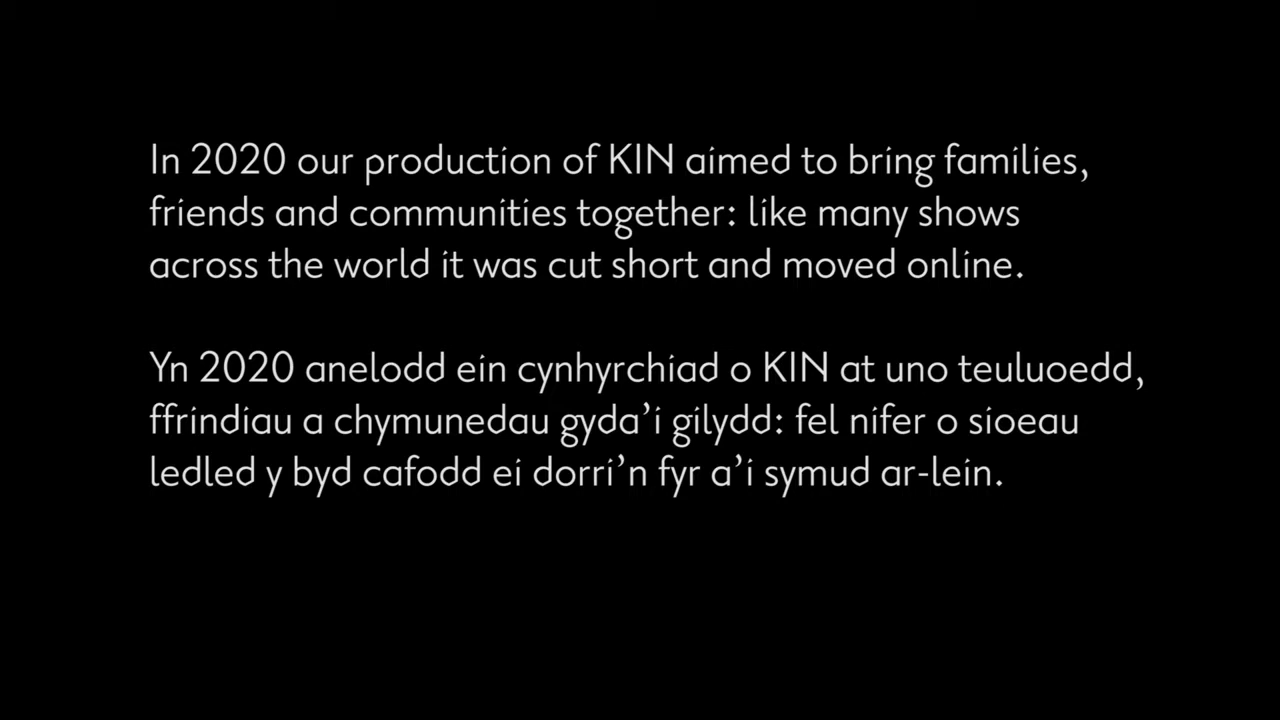 In 2020 our production of KIN aimed to bring families,
friends and communities together: like many shows
across the world it was cut short and moved online.
Yn 2020 anelodd ein cynhyrchiad o KIN at uno teuluoedd,
ffrindiau a chymunedau gyda’i gilydd: fel nifer o sioeau
ledled y byd cafodd ei dorri’n fyr a’i symud ar-lein.